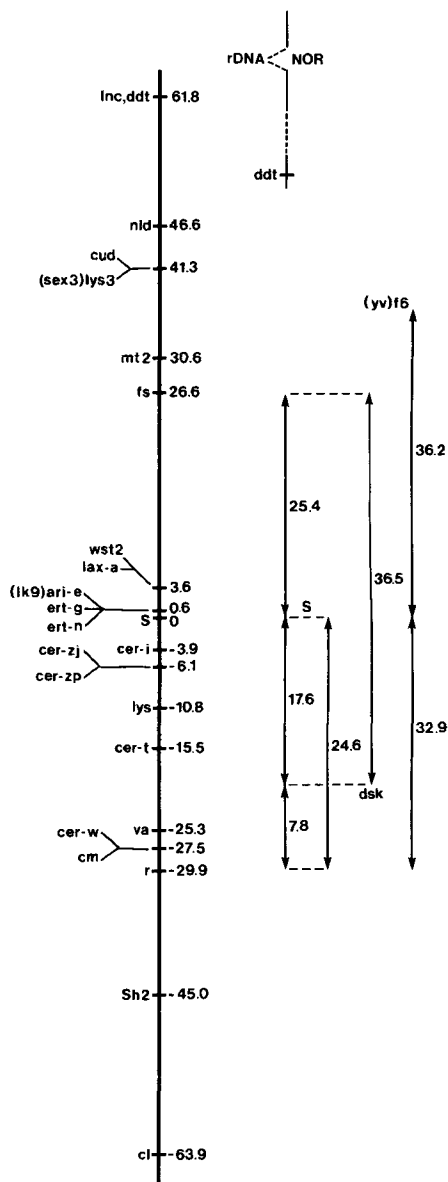 rDNA NOR
Inc,ddt 61.8
ddt
nld 46.6
cud
41.3
(sex3)lys3
(yv)f6
mt2 30.6
fs 26.6
36.2
25.4
wst2
lax-a
36.5
3.6
(lk9)ari-e
ert-g 0.6
S
S 0
ert-n
cer-zj
cer-i -3.9
-6.1
cer-zp
17.6
lys -10.8
24.6
32.9
cer-t -15.5
dsk
7.8
va -25.3
cer-w
-27.5
cm
r -29.9
Sh2 -45.0
cl -63.9